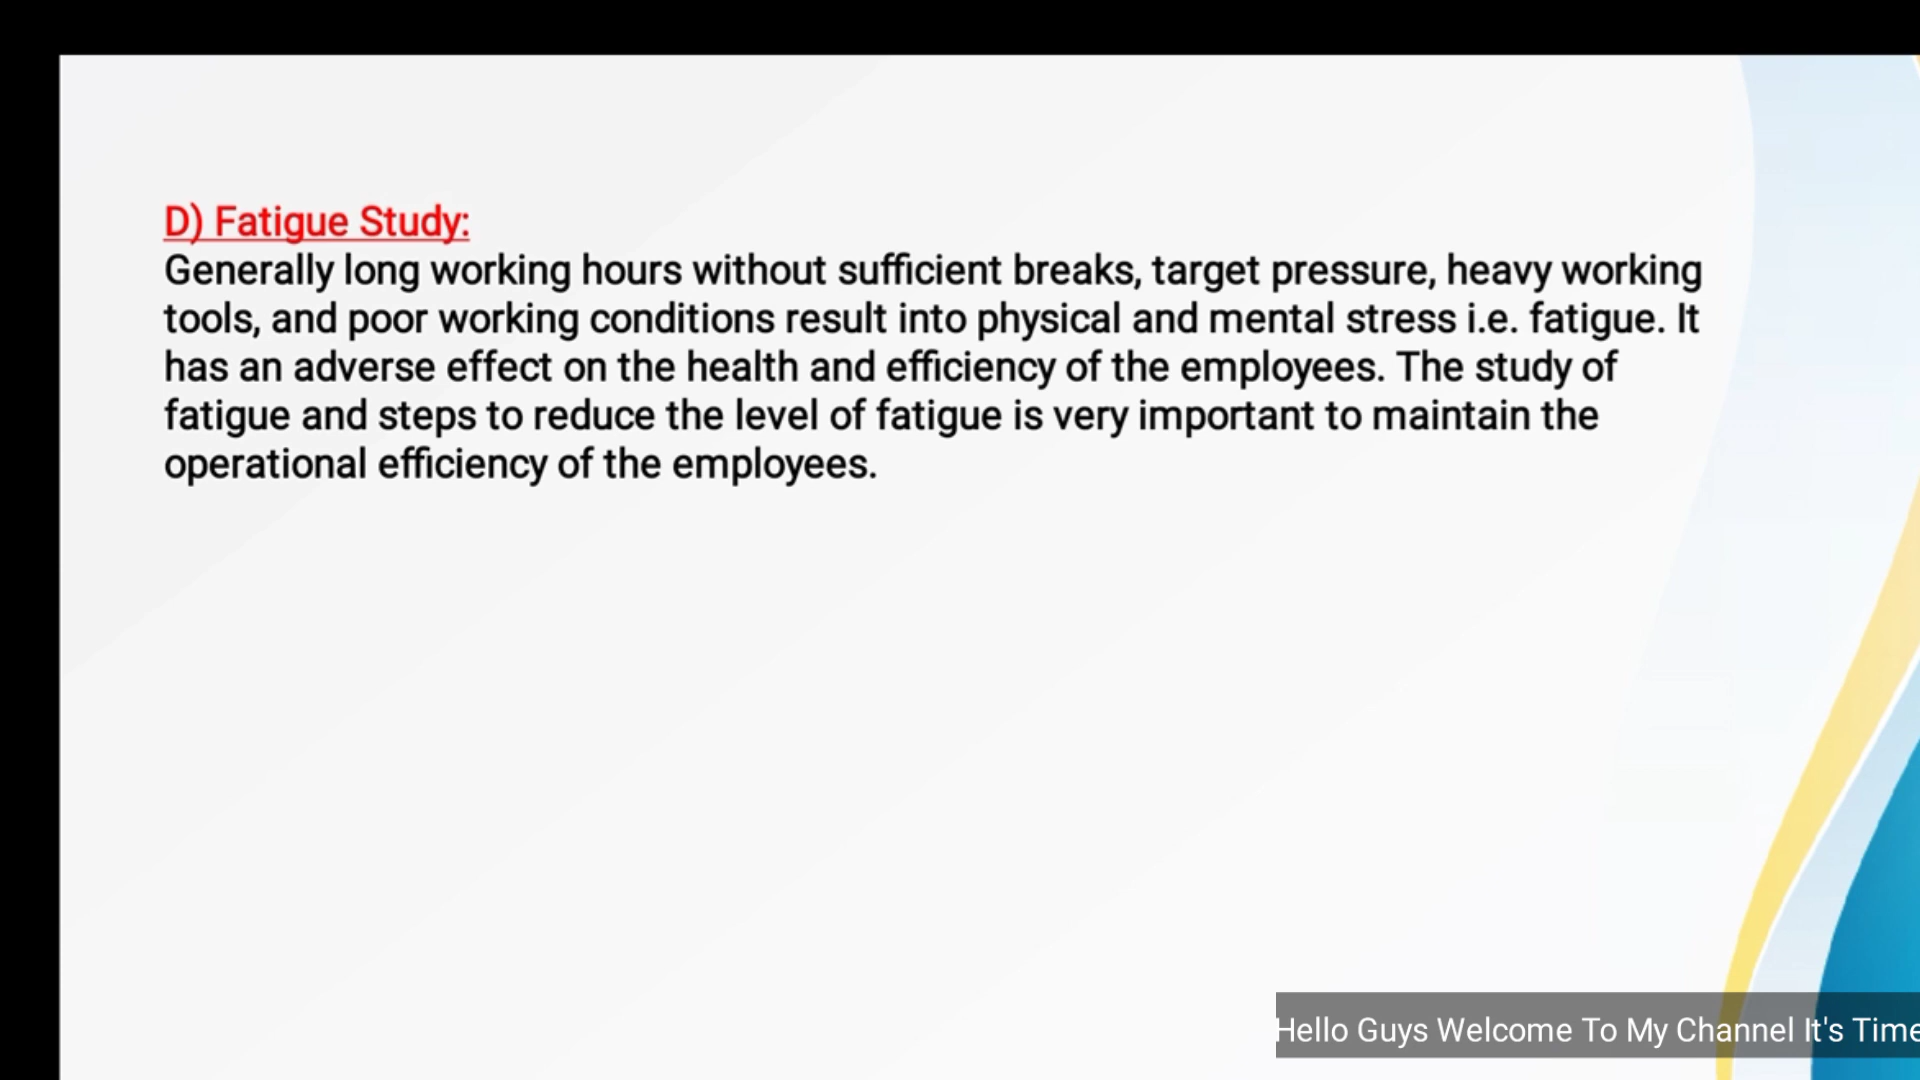 D) Fatigue Study:
Generally long working hours without sufficient breaks, target pressure, heavy working
tools, and poor working conditions result into physical and mental stress i.e. fatigue. It
has an adverse effect on the health and efficiency of the employees. The study of
fatigue and steps to reduce the level of fatigue is very important to maintain the
operational efficiency of the employees.
Hello Guys Welcome To My Channel It's Time